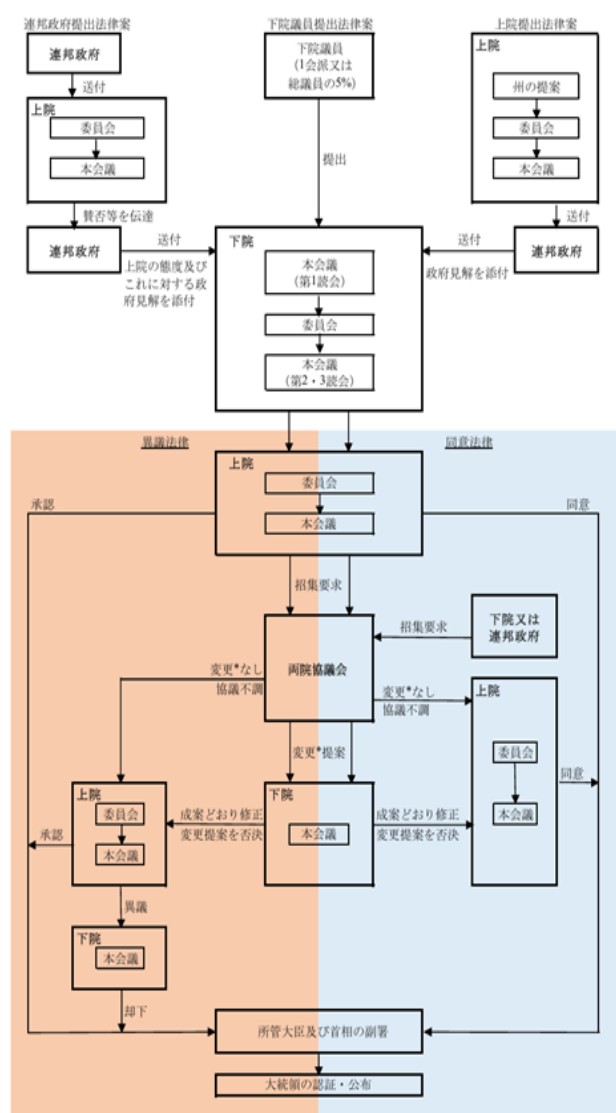 連邦政府提出法律案
下院議員提出法律案
上院提出法律案
連邦政府
送付
上院
委員会
本会議
賛否等を伝達
連邦政府
送付
上院の態度及び
これに対する政
府見解を添付
下院議員
(1会派又は
総議員の5%)
提出
上院
州の提案
委員会
本会議
送付
連邦政府
送付
政府見解を添付
下院
本会議
(第1読会)
委員会
本会議
(第2・3読会)
異議法律
同意法律
上院
委員会
本会議
承認
同意
招集要求
両院協議会
招集要求
下院又は
連邦政府
変更*なし
協議不調
変更*なし
協議不調
変更*提案
上院
委員会
本会議
承認
成案どおり修正
変更提案を否決
下院
本会議
成案どおり修正
変更提案を否決
上院
委員会
本会議
同意
異議
下院
本会議
却下
所管大臣及び首相の副署
大統領の認証・公布